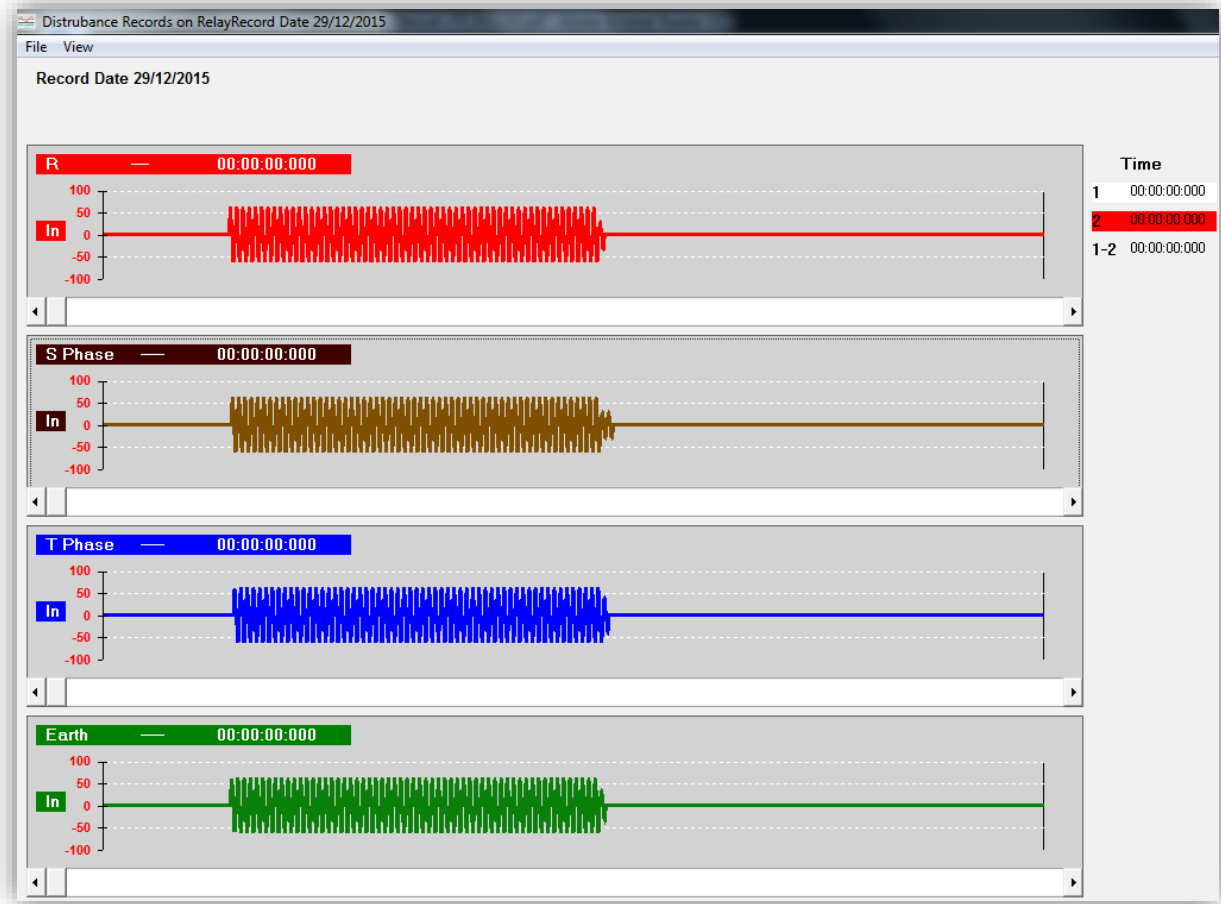 Distrubance Records on RelayRecord Date 29/12/2015
File View
Record Date 29/12/2015
R — 00:00:00:000
100
50
In 0
-50
-100
Time
1 00:00:00:000
2 00:00:00:000
1-2 00:00:00:000
S Phase — 00:00:00:000
100
50
In 0
-50
-100
T Phase — 00:00:00:000
100
50
In 0
-50
-100
Earth — 00:00:00:000
100
50
In 0
-50
-100